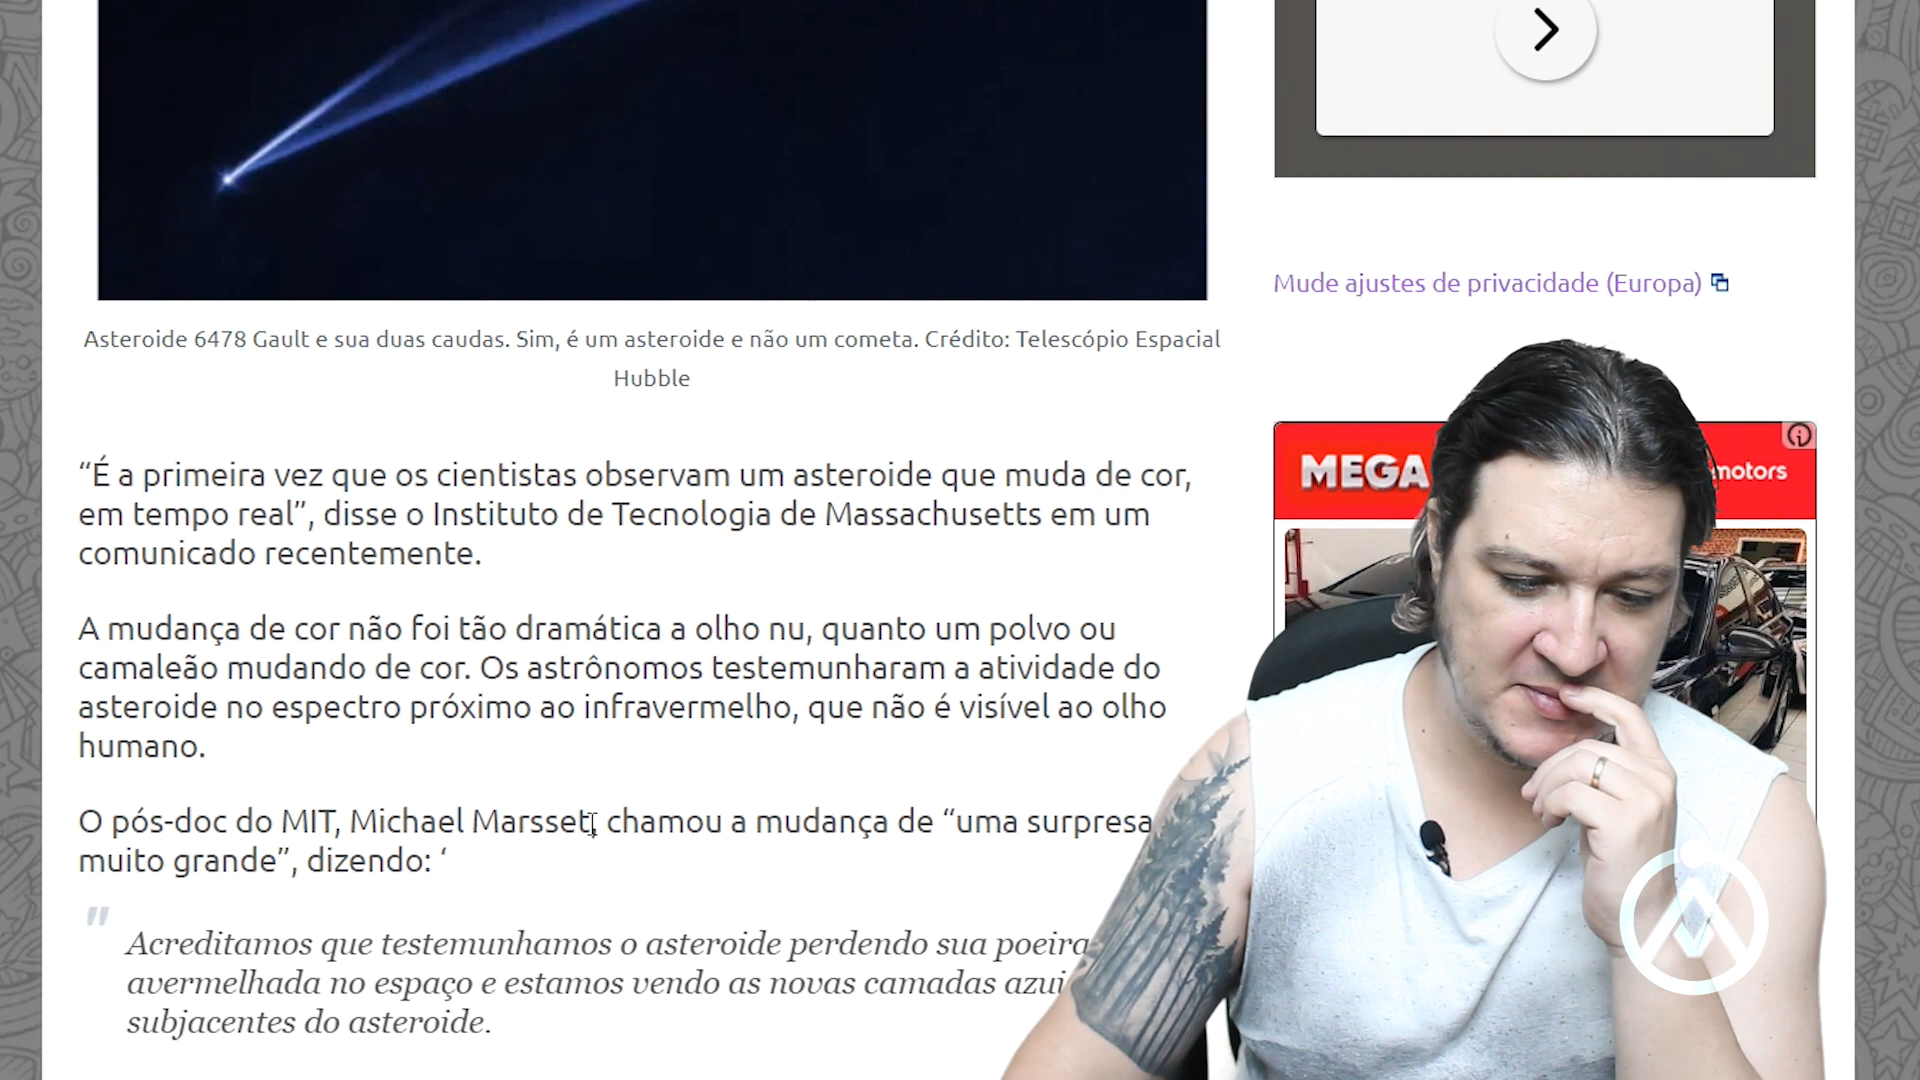 Mude ajustes de privacidade (Europa)
Asteroide 6478 Gault e sua duas caudas. Sim, é um asteroide e não um cometa. Crédito: Telescópio Espacial
Hubble
MEGA
motors
“É a primeira vez que os cientistas observam um asteroide que muda de cor,
em tempo real”, disse o Instituto de Tecnologia de Massachusetts em um
comunicado recentemente.
A mudança de cor não foi tão dramática a olho nu, quanto um polvo ou
camaleão mudando de cor. Os astrônomos testemunharam a atividade do
asteroide no espectro próximo ao infravermelho, que não é visível ao olho
humano.
O pós-doc do MIT, Michael Marsset, chamou a mudança de “uma surpresa
muito grande”, dizendo: ‘
"
Acreditamos que testemunhamos o asteroide perdendo sua poeira
avermelhada no espaço e estamos vendo as novas camadas azui
subjacentes do asteroide.